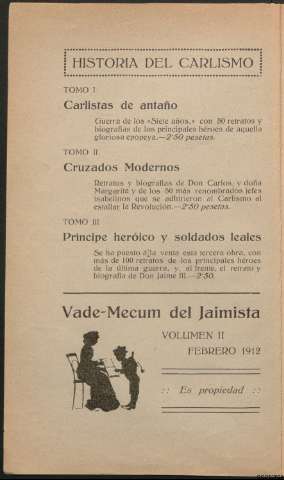 HISTORIA DEL CARLISMO
TOMO I
Carlistas de antaño
Guerra de los «Siete años,» con 80 retratos y
biografías de los principales héroes de aquella
gloriosa epopeya.—2'50 pesetas.
TOMO II
Cruzados Modernos
Retratos y biografías de Don Carlos, y doña
Margarita y de los 80 más renombrados jefes
isabelinos que se adhirieron al Carlismo al
estallar la Revolución.—2'50 pesetas.
TOMO III
Príncipe heróico y soldados leales
Se ha puesto á la venta esta tercera obra, con
más de 100 retratos de los principales héroes
de la última guerra, y, al frente, el retrato y
biografía de Don Jaime III.—2'50.
Vade-Mecum del Jaimista
VOLUMEN II
FEBRERO 1912
:: Es propiedad ::